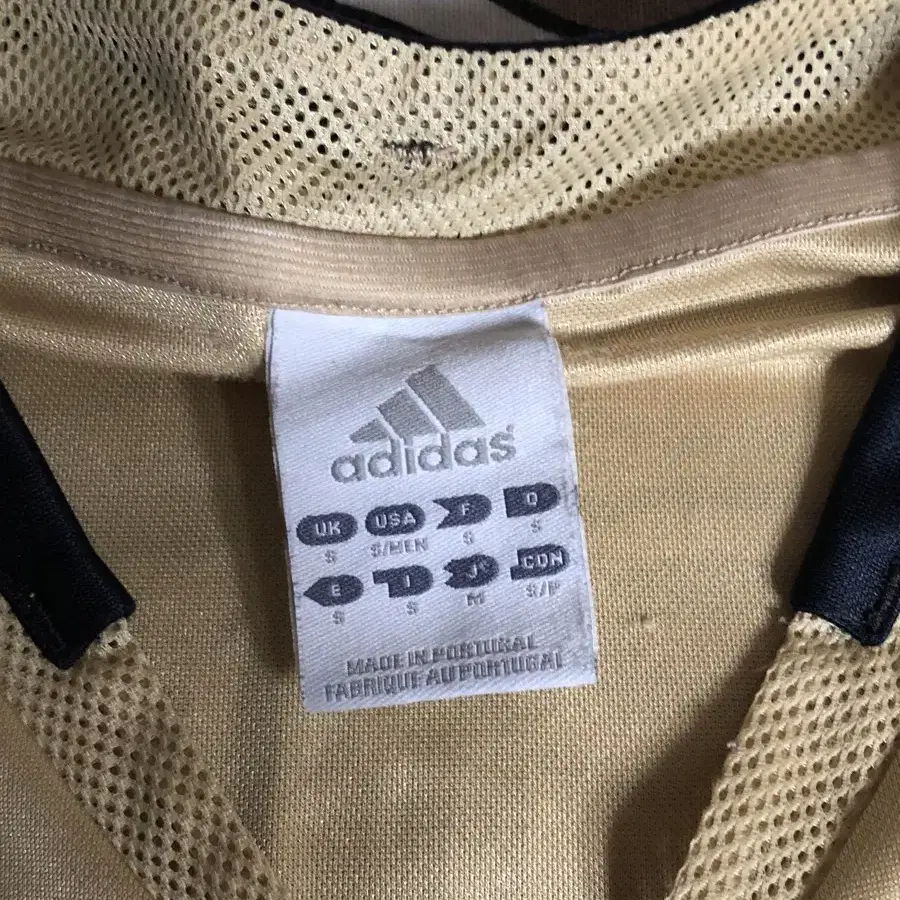 adidas
UK USA F D
S S/MEN S S
E I J CDN
S S M S/P
MADE IN PORTUGAL
FABRIQUE AU PORTUGAL